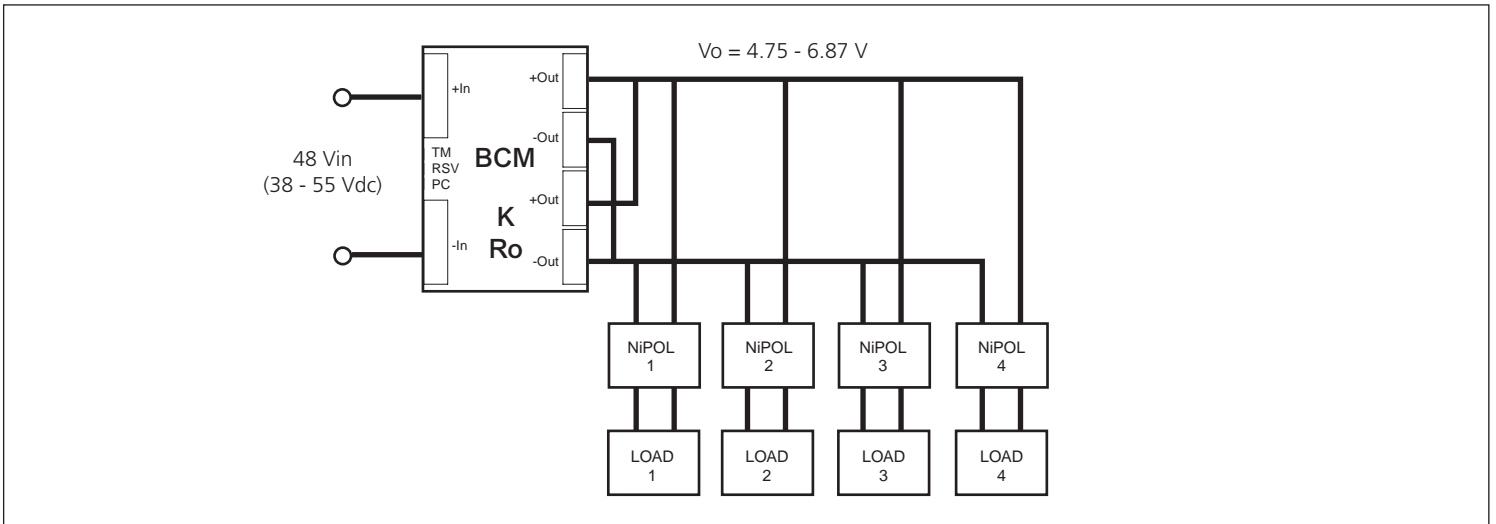 Vo = 4.75 - 6.87 V
+In
+Out
-Out
48 Vin
(38 - 55 Vdc)
TM
RSV
PC
BCM
+Out
K
Ro
-In
-Out
NiPOL
1
NiPOL
2
NiPOL
3
NiPOL
4
LOAD
1
LOAD
2
LOAD
3
LOAD
4